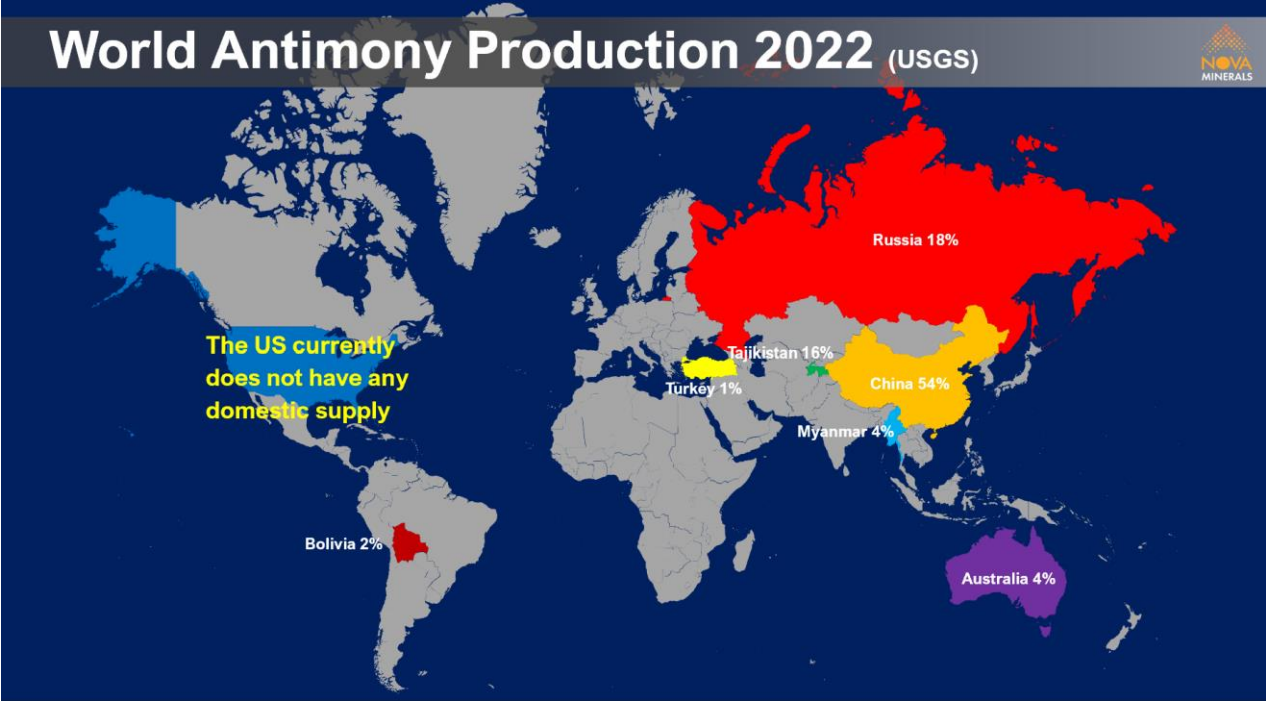 World Antimony Production 2022 (USGS)
NOVA
MINERALS
Russia 18%
The US currently
does not have any
domestic supply
Tajikistan 16%
Turkey 1%
China 54%
Myanmar 4%
Bolivia 2%
Australia 4%